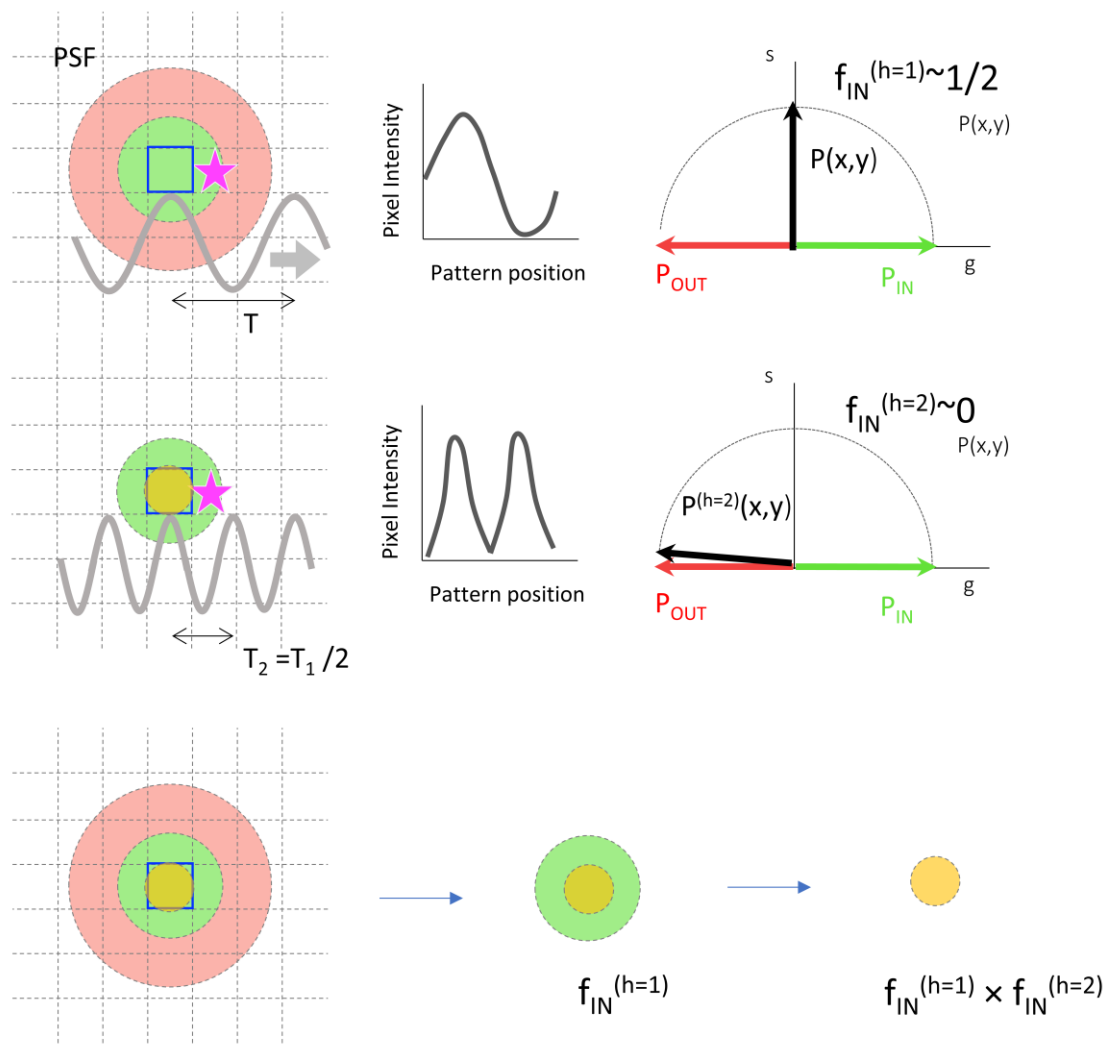 PSF
T
Pixel Intensity
Pattern position
s
f_IN^(h=1)~1/2
P(x,y)
P(x,y)
P_OUT
P_IN
g
T_2 =T_1 /2
Pixel Intensity
Pattern position
s
f_IN^(h=2)~0
P(x,y)
P^(h=2)(x,y)
P_OUT
P_IN
g
f_IN^(h=1)
f_IN^(h=1) × f_IN^(h=2)